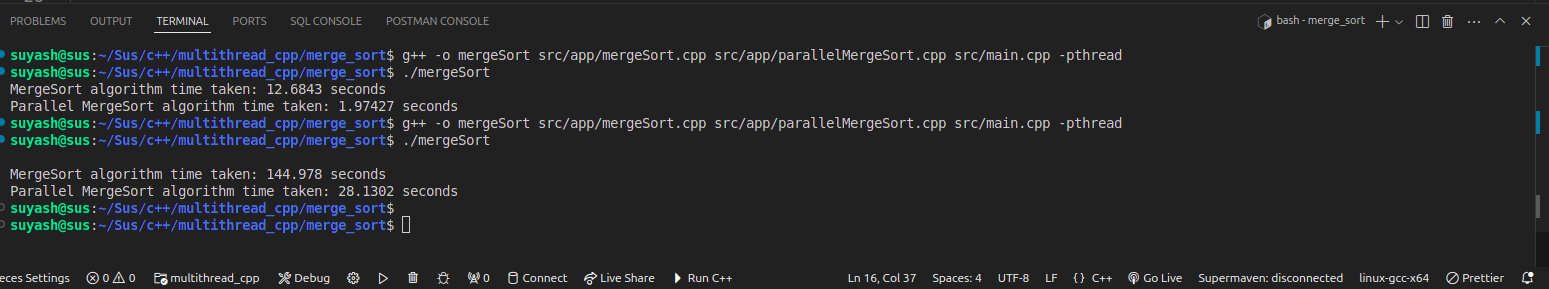 PROBLEMS OUTPUT TERMINAL PORTS SQL CONSOLE POSTMAN CONSOLE bash - merge_sort
suyash@sus:~/Sus/c++/multithread_cpp/merge_sort$ g++ -o mergeSort src/app/mergeSort.cpp src/app/parallelMergeSort.cpp src/main.cpp -pthread
suyash@sus:~/Sus/c++/multithread_cpp/merge_sort$ ./mergeSort
MergeSort algorithm time taken: 12.6843 seconds
Parallel MergeSort algorithm time taken: 1.97427 seconds
suyash@sus:~/Sus/c++/multithread_cpp/merge_sort$ g++ -o mergeSort src/app/mergeSort.cpp src/app/parallelMergeSort.cpp src/main.cpp -pthread
suyash@sus:~/Sus/c++/multithread_cpp/merge_sort$ ./mergeSort
MergeSort algorithm time taken: 144.978 seconds
Parallel MergeSort algorithm time taken: 28.1302 seconds
suyash@sus:~/Sus/c++/multithread_cpp/merge_sort$
suyash@sus:~/Sus/c++/multithread_cpp/merge_sort$
eces Settings 0 0 multithread_cpp Debug 0 Connect Live Share Run C++ Ln 16, Col 37 Spaces: 4 UTF-8 LF {} C++ Go Live Supermaven: disconnected linux-gcc-x64 Prettier